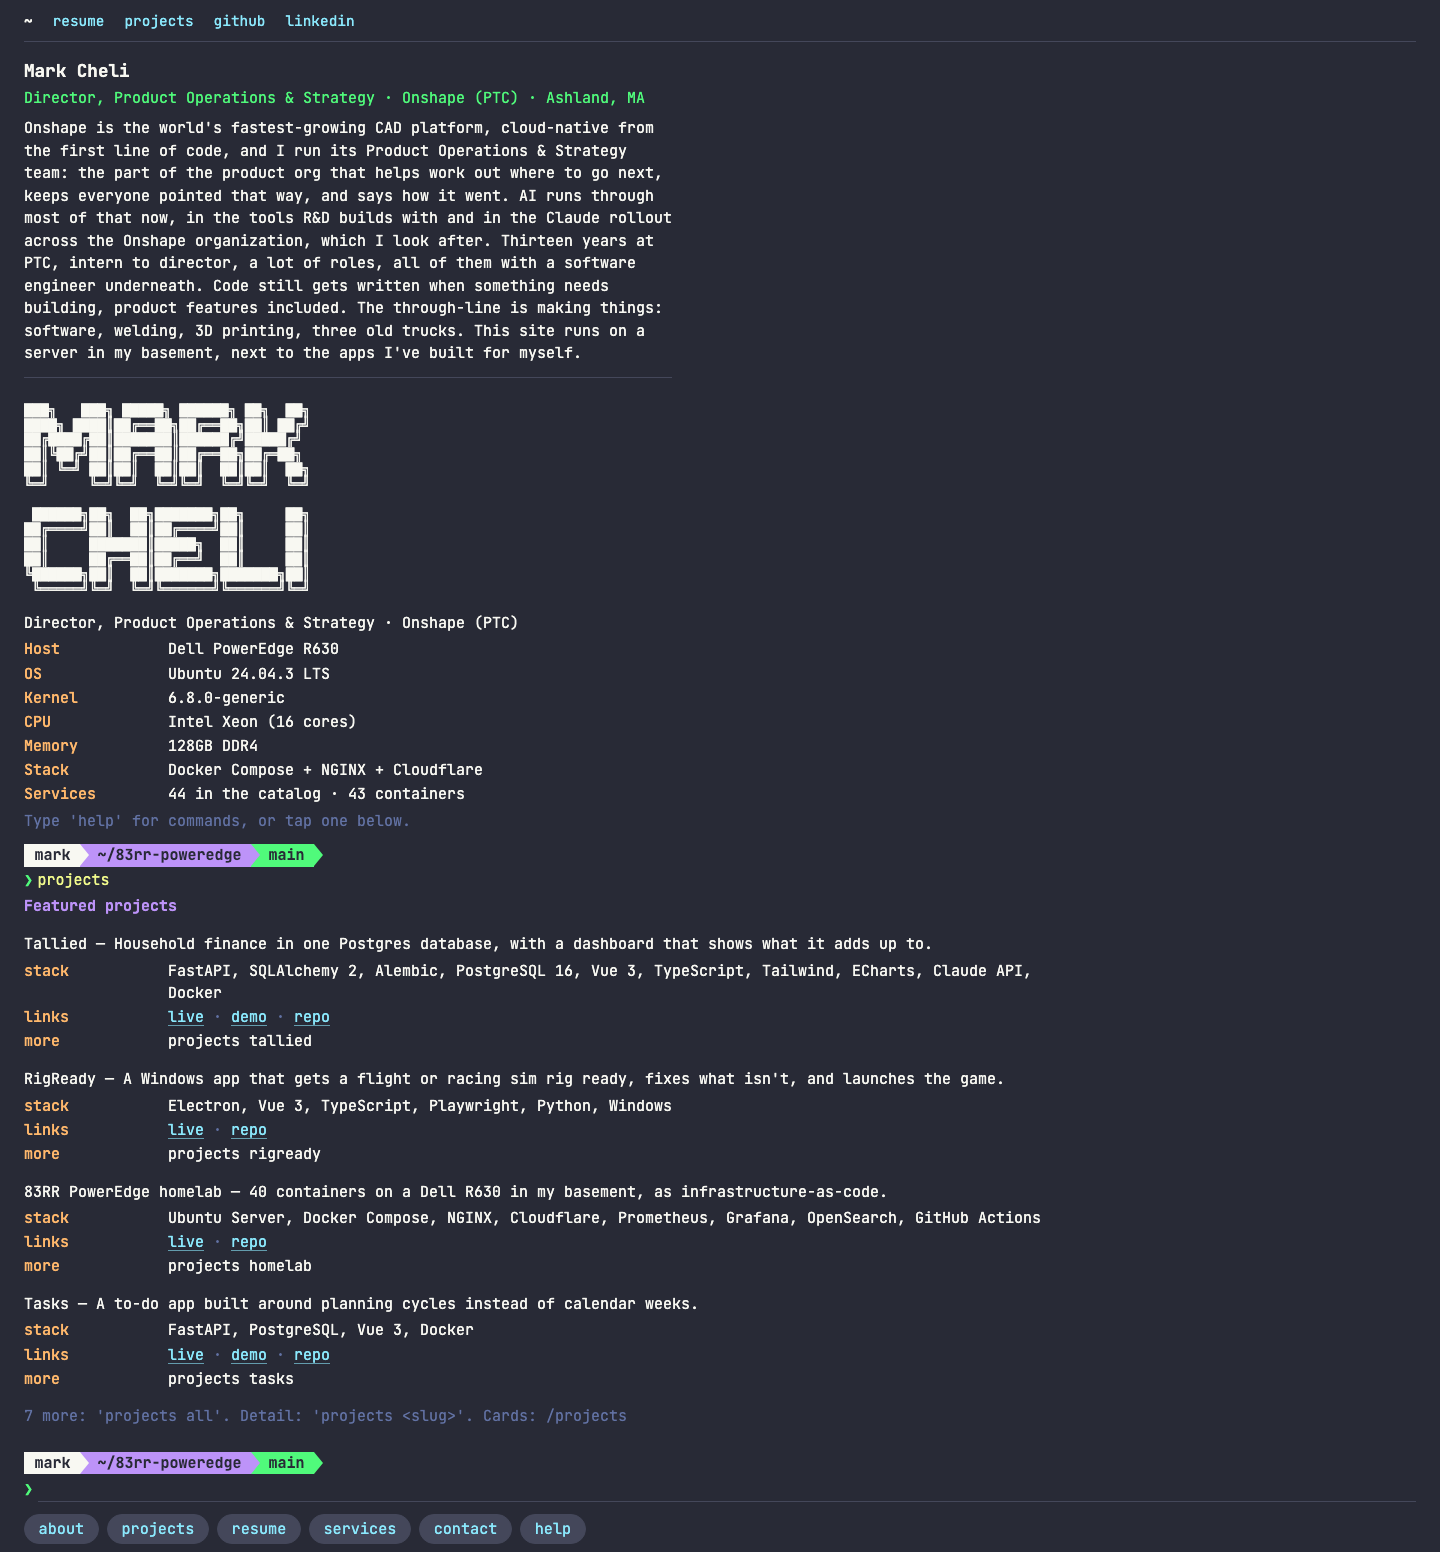 ~ resume projects github linkedin
Mark Cheli
Director, Product Operations & Strategy · Onshape (PTC) · Ashland, MA
Onshape is the world's fastest-growing CAD platform, cloud-native from
the first line of code, and I run its Product Operations & Strategy
team: the part of the product org that helps work out where to go next,
keeps everyone pointed that way, and says how it went. AI runs through
most of that now, in the tools R&D builds with and in the Claude rollout
across the Onshape organization, which I look after. Thirteen years at
PTC, intern to director, a lot of roles, all of them with a software
engineer underneath. Code still gets written when something needs
building, product features included. The through-line is making things:
software, welding, 3D printing, three old trucks. This site runs on a
server in my basement, next to the apps I've built for myself.
MARK
CHELI
Director, Product Operations & Strategy · Onshape (PTC)
Host Dell PowerEdge R630
OS Ubuntu 24.04.3 LTS
Kernel 6.8.0-generic
CPU Intel Xeon (16 cores)
Memory 128GB DDR4
Stack Docker Compose + NGINX + Cloudflare
Services 44 in the catalog · 43 containers
Type 'help' for commands, or tap one below.
mark ~/83rr-poweredge main
❯ projects
Featured projects
Tallied — Household finance in one Postgres database, with a dashboard that shows what it adds up to.
stack FastAPI, SQLAlchemy 2, Alembic, PostgreSQL 16, Vue 3, TypeScript, Tailwind, ECharts, Claude API,
Docker
links live · demo · repo
more projects tallied
RigReady — A Windows app that gets a flight or racing sim rig ready, fixes what isn't, and launches the game.
stack Electron, Vue 3, TypeScript, Playwright, Python, Windows
links live · repo
more projects rigready
83RR PowerEdge homelab — 40 containers on a Dell R630 in my basement, as infrastructure-as-code.
stack Ubuntu Server, Docker Compose, NGINX, Cloudflare, Prometheus, Grafana, OpenSearch, GitHub Actions
links live · repo
more projects homelab
Tasks — A to-do app built around planning cycles instead of calendar weeks.
stack FastAPI, PostgreSQL, Vue 3, Docker
links live · demo · repo
more projects tasks
7 more: 'projects all'. Detail: 'projects <slug>'. Cards: /projects
mark ~/83rr-poweredge main
❯
about projects resume services contact help